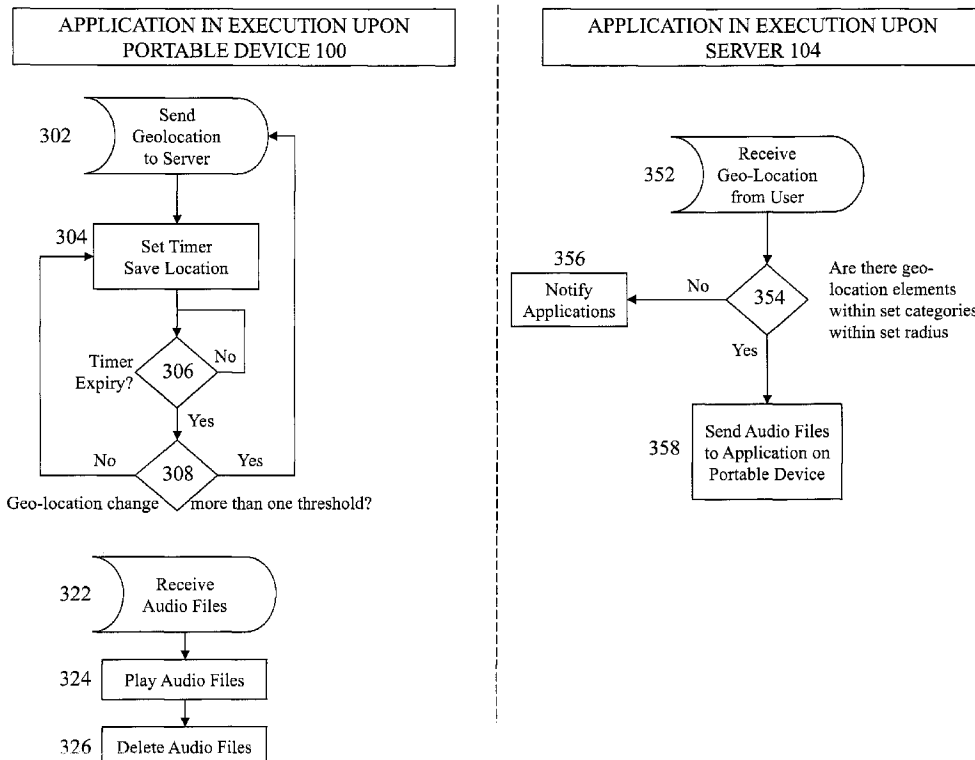 APPLICATION IN EXECUTION UPON
PORTABLE DEVICE 100
302
Send
Geolocation
to Server
304
Set Timer
Save Location
Timer
Expiry?
306
No
Yes
No
308
Yes
Geo-location change
more than one threshold?
322
Receive
Audio Files
324
Play Audio Files
326
Delete Audio Files
APPLICATION IN EXECUTION UPON
SERVER 104
352
Receive
Geo-Location
from User
356
Notify
Applications
No
354
Are there geo-
location elements
within set categories
within set radius
Yes
358
Send Audio Files
to Application on
Portable Device